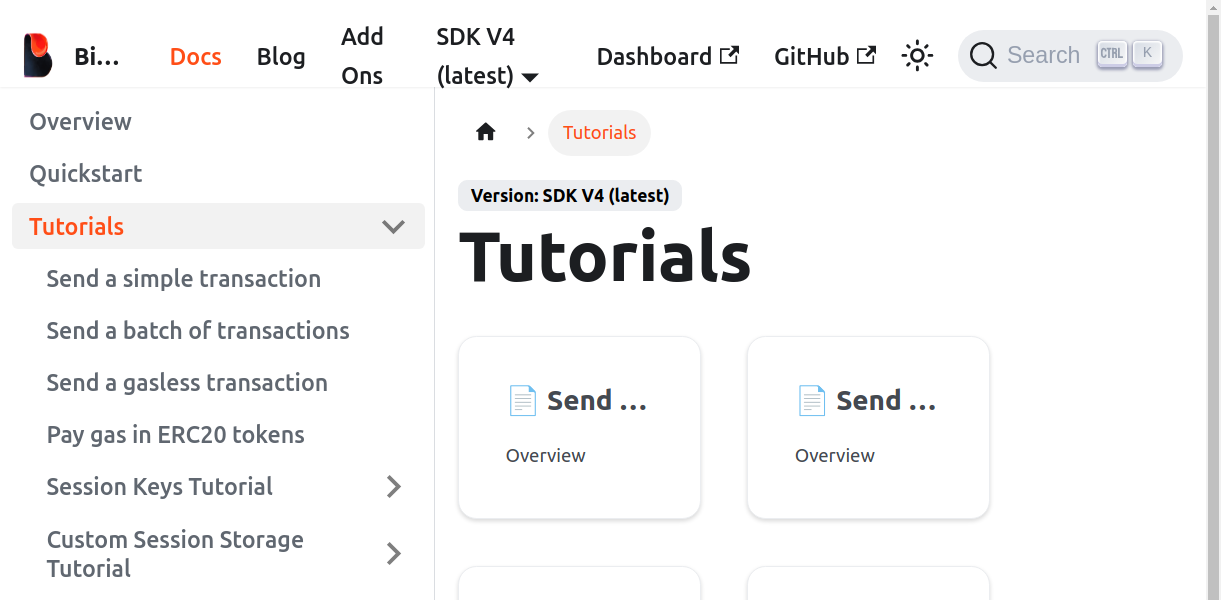 Bi...
Docs
Blog
Add
Ons
SDK V4
(latest)
Dashboard
GitHub
Search
CTRL
K
Overview
Quickstart
Tutorials
Send a simple transaction
Send a batch of transactions
Send a gasless transaction
Pay gas in ERC20 tokens
Session Keys Tutorial
Custom Session Storage
Tutorial
Tutorials
Version: SDK V4 (latest)
Tutorials
Send ...
Overview
Send ...
Overview